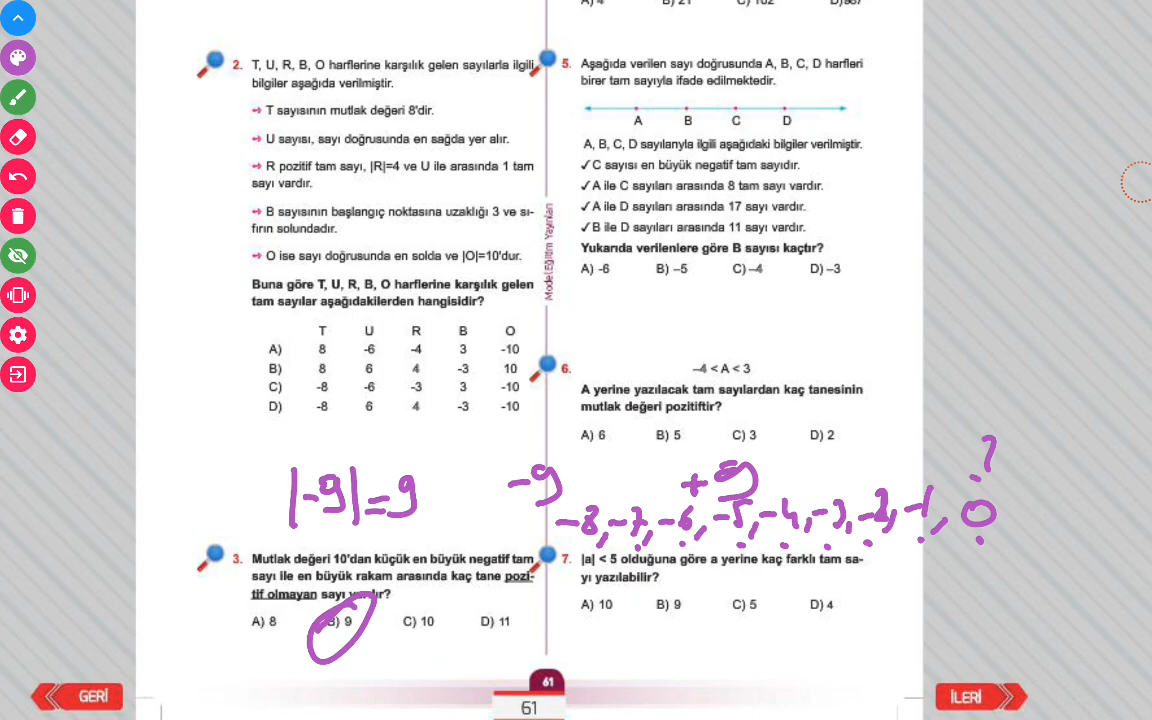 2. T, U, R, B, O harflerine karşılık gelen sayılarla ilgili
bilgiler aşağıda verilmiştir.
T sayısının mutlak değeri 8'dir.
U sayısı, sayı doğrusunda en sağda yer alır.
R pozitif tam sayı, |R|=4 ve U ile arasında 1 tam
sayı vardır.
B sayısının başlangıç noktasına uzaklığı 3 ve sı-
fırın solundadır.
O ise sayı doğrusunda en solda ve |O|=10'dur.
Buna göre T, U, R, B, O harflerine karşılık gelen
tam sayılar aşağıdakilerden hangisidir?
T U R B O
A) 8 -6 -4 3 -10
B) 8 6 4 -3 10
C) -8 -6 -3 3 -10
D) -8 6 4 -3 -10
|-9| = 9
3. Mutlak değeri 10'dan küçük en büyük negatif tam
sayı ile en büyük rakam arasında kaç tane pozi-
tif olmayan sayı vardır?
A) 8 B) 9 C) 10 D) 11
Model Eğitim Yayınları
A) 4 B) 21 C) 102 D)987
5. Aşağıda verilen sayı doğrusunda A, B, C, D harfleri
birer tam sayıyla ifade edilmektedir.
A B C D
A, B, C, D sayılarıyla ilgili aşağıdaki bilgiler verilmiştir.
✓ C sayısı en büyük negatif tam sayıdır.
✓ A ile C sayıları arasında 8 tam sayı vardır.
✓ A ile D sayıları arasında 17 sayı vardır.
✓ B ile D sayıları arasında 11 sayı vardır.
Yukarıda verilenlere göre B sayısı kaçtır?
A) -6 B) –5 C) –4 D) –3
6. –4 < A < 3
A yerine yazılacak tam sayılardan kaç tanesinin
mutlak değeri pozitiftir?
A) 6 B) 5 C) 3 D) 2
-9 + 9 ?
-8, -7, -6, -5, -4, -3, -2, -1, 0
7. |a| < 5 olduğuna göre a yerine kaç farklı tam sa-
yı yazılabilir?
A) 10 B) 9 C) 5 D) 4
61
61
GERİ
İLERİ